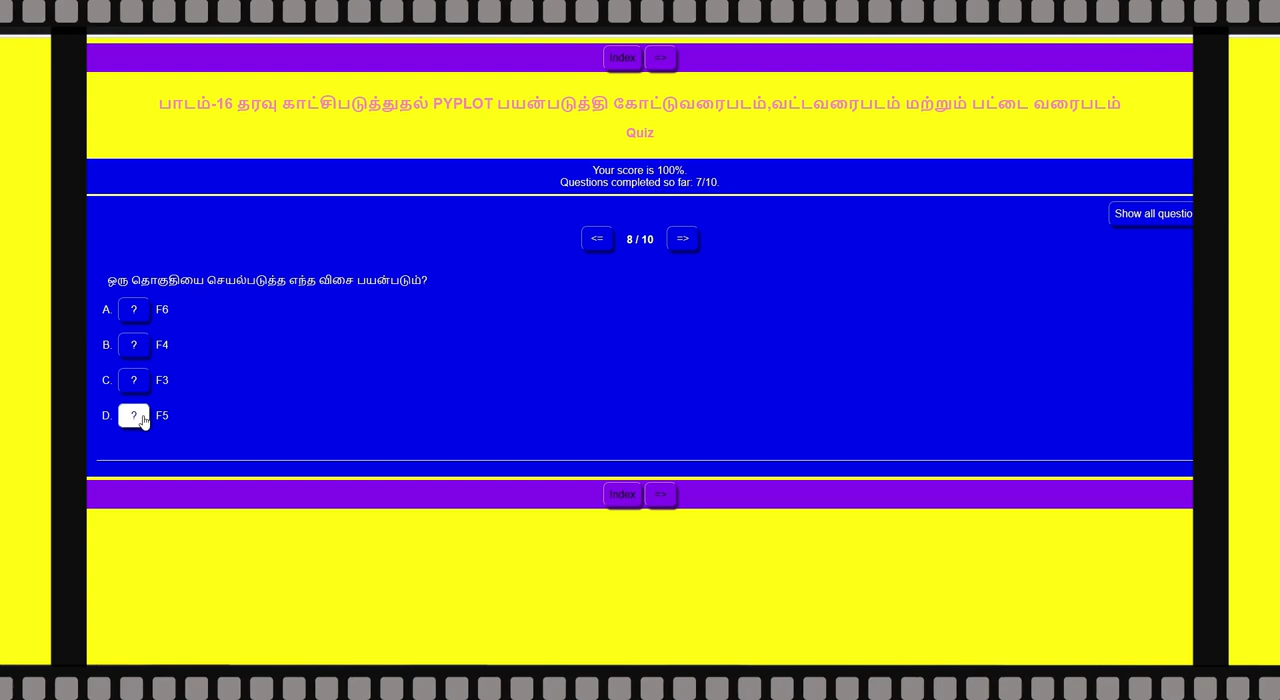 Index =>
பாடம்-16 தரவு காட்சிபடுத்துதல் PYPLOT பயன்படுத்தி கோட்டுவரைபடம்,வட்டவரைபடம் மற்றும் பட்டை வரைபடம்
Quiz
Your score is 100%.
Questions completed so far: 7/10.
Show all questio
<= 8 / 10 =>
ஒரு தொகுதியை செயல்படுத்த எந்த விசை பயன்படும்?
A. ? F6
B. ? F4
C. ? F3
D. ? F5
Index =>